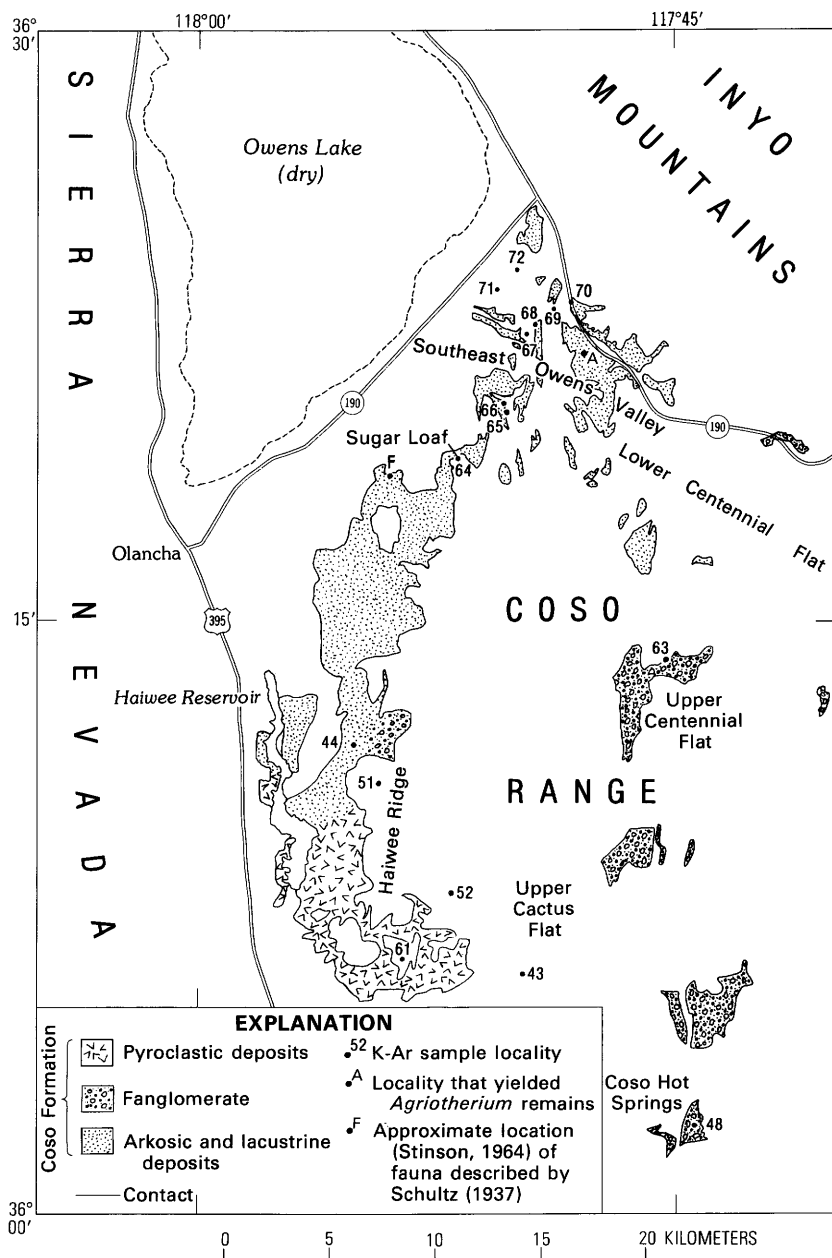 118°00'
117°45'
36°
30'
SIERRA NEVADA
INYO
MOUNTAINS
Owens Lake
(dry)
72
71
70
68
69
67
A
Southeast Owens Valley
190
66
65
190
Sugar Loaf
64
F
Lower Centennial Flat
Olancha
15'
395
COSO
63
Haiwee Reservoir
Upper
Centennial
Flat
44
51
RANGE
Haiwee Ridge
52
Upper
Cactus
Flat
61
43
EXPLANATION
Coso Formation
Pyroclastic deposits
Fanglomerate
Arkosic and lacustrine
deposits
Contact
52 K-Ar sample locality
A Locality that yielded
Agriotherium remains
F Approximate location
(Stinson, 1964) of
fauna described by
Schultz (1937)
Coso Hot
Springs
48
36°
00'
0 5 10 15 20 KILOMETERS